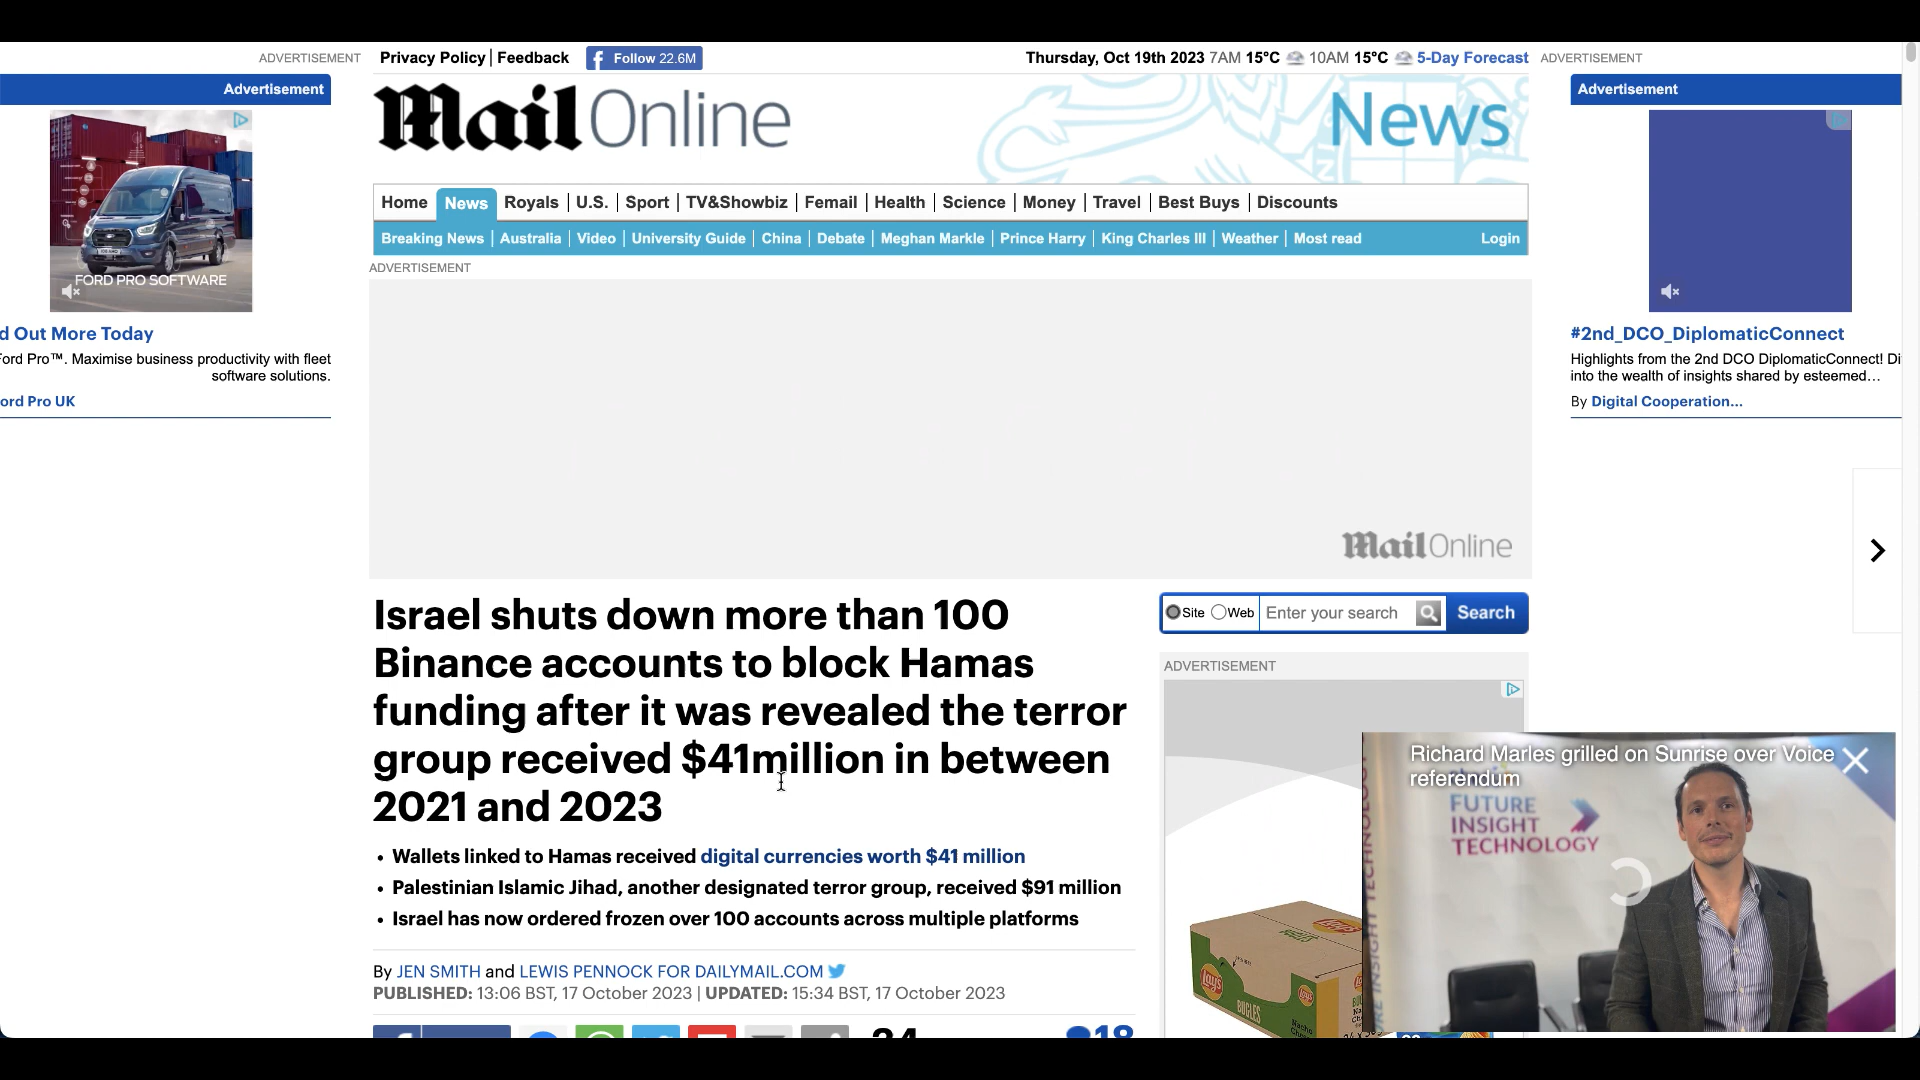 ADVERTISEMENT
Privacy Policy | Feedback
Follow 22.6M
Thursday, Oct 19th 2023 7AM 15°C 10AM 15°C 5-Day Forecast
ADVERTISEMENT
Advertisement
Mail Online
News
Advertisement
FORD PRO SOFTWARE
Home News Royals U.S. Sport TV&Showbiz Femail Health Science Money Travel Best Buys Discounts
Breaking News Australia Video University Guide China Debate Meghan Markle Prince Harry King Charles III Weather Most read Login
ADVERTISEMENT
d Out More Today
Ford Pro™. Maximise business productivity with fleet
software solutions.
ord Pro UK
#2nd_DCO_DiplomaticConnect
Highlights from the 2nd DCO DiplomaticConnect! Di
into the wealth of insights shared by esteemed...
By Digital Cooperation...
Mail Online
Israel shuts down more than 100
Binance accounts to block Hamas
funding after it was revealed the terror
group received $41million in between
2021 and 2023
Site Web Enter your search Search
ADVERTISEMENT
• Wallets linked to Hamas received digital currencies worth $41 million
• Palestinian Islamic Jihad, another designated terror group, received $91 million
• Israel has now ordered frozen over 100 accounts across multiple platforms
By JEN SMITH and LEWIS PENNOCK FOR DAILYMAIL.COM
PUBLISHED: 13:06 BST, 17 October 2023 | UPDATED: 15:34 BST, 17 October 2023
Richard Marles grilled on Sunrise over Voice
referendum
FUTURE
INSIGHT
TECHNOLOGY
Lay's
BUGLES
Nacho